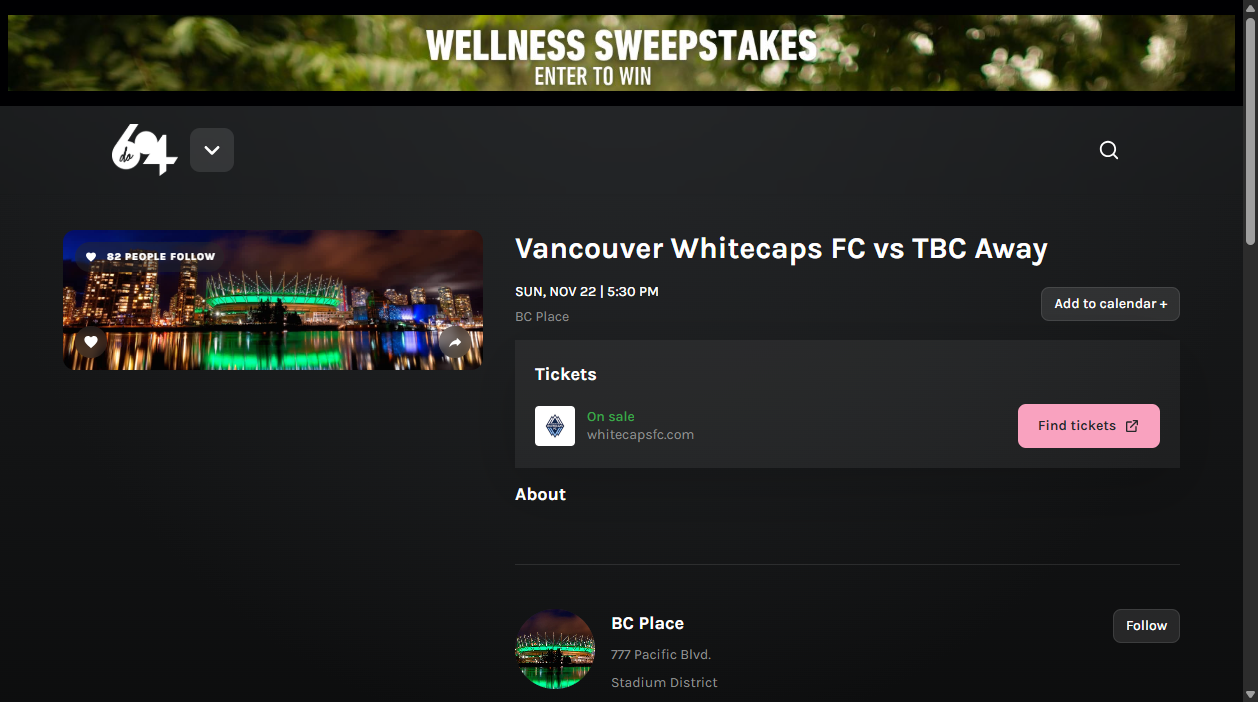 WELLNESS SWEEPSTAKES
ENTER TO WIN
do 604
82 PEOPLE FOLLOW
Vancouver Whitecaps FC vs TBC Away
SUN, NOV 22 | 5:30 PM
BC Place
Add to calendar +
Tickets
On sale
whitecapsfc.com
Find tickets
About
BC Place
777 Pacific Blvd.
Stadium District
Follow